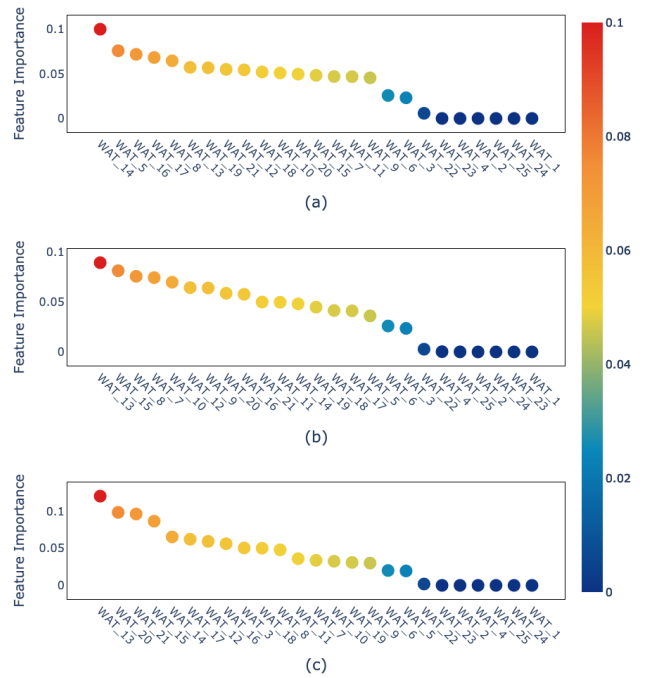 Feature Importance
0.1
0.05
0
WAT_14
WAT_5
WAT_16
WAT_17
WAT_8
WAT_13
WAT_19
WAT_21
WAT_12
WAT_18
WAT_10
WAT_20
WAT_15
WAT_7
WAT_11
WAT_9
WAT_6
WAT_3
WAT_22
WAT_23
WAT_4
WAT_2
WAT_25
WAT_24
WAT_1
(a)
Feature Importance
0.1
0.05
0
WAT_13
WAT_15
WAT_8
WAT_7
WAT_10
WAT_12
WAT_9
WAT_20
WAT_16
WAT_21
WAT_11
WAT_14
WAT_19
WAT_18
WAT_17
WAT_5
WAT_6
WAT_3
WAT_22
WAT_4
WAT_25
WAT_2
WAT_24
WAT_23
WAT_1
(b)
Feature Importance
0.1
0.05
0
WAT_13
WAT_20
WAT_21
WAT_15
WAT_14
WAT_17
WAT_12
WAT_16
WAT_3
WAT_18
WAT_8
WAT_11
WAT_7
WAT_10
WAT_19
WAT_9
WAT_6
WAT_5
WAT_22
WAT_23
WAT_2
WAT_4
WAT_25
WAT_24
WAT_1
(c)
0.1
0.08
0.06
0.04
0.02
0